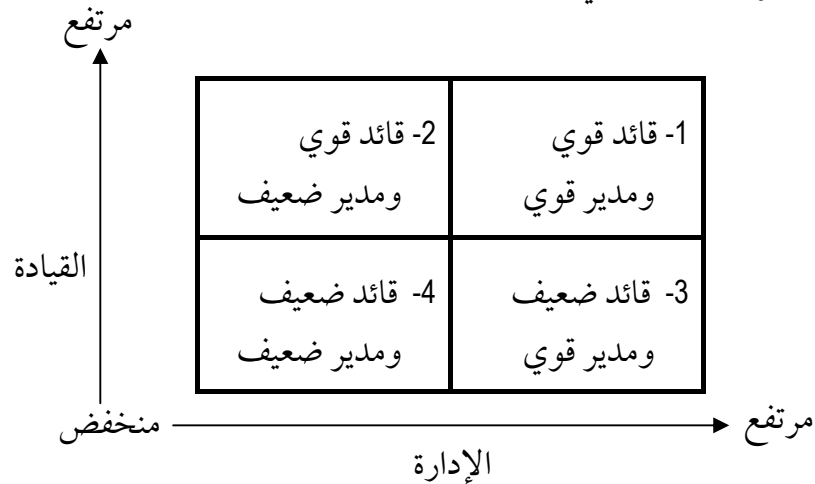 مرتفع
1- قائد قوي
ومدير قوي
2- قائد قوي
ومدير ضعيف
القيادة
3- قائد ضعيف
ومدير قوي
4- قائد ضعيف
ومدير ضعيف
منخفض
مرتفع
الإدارة